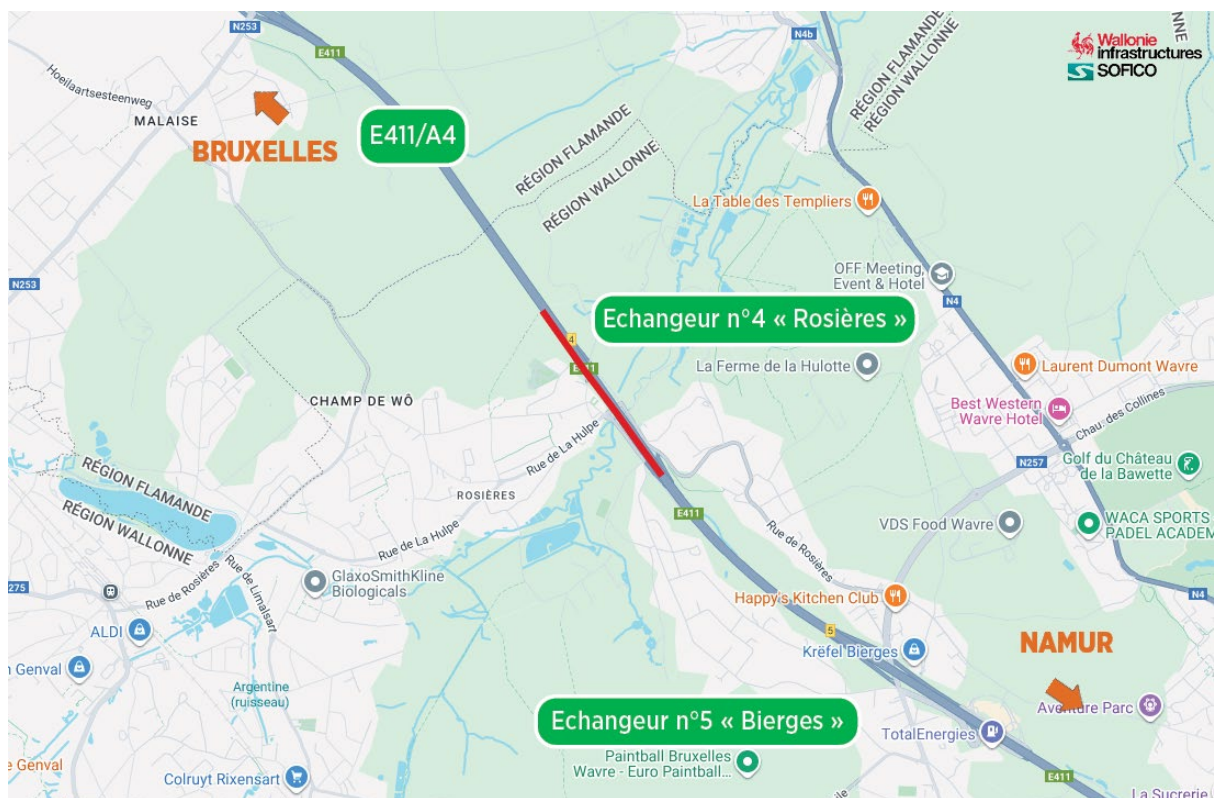 N253
N4b
NNE
E411
RÉGION FLAMANDE
RÉGION WALLONNE
Wallonie
infrastructures
SOFICO
Hoeilaartsesteenweg
MALAISE
E411/A4
BRUXELLES
RÉGION FLAMANDE
RÉGION WALLONNE
La Table des Templiers
OFF Meeting,
Event & Hotel
N253
N4
Echangeur n°4 « Rosières »
4
E411
La Ferme de la Hulotte
Laurent Dumont Wavre
CHAMP DE WÔ
Best Western
Wavre Hotel
Chau. des Collines
Rue de La Hulpe
N257
Golf du Château
de la Bawette
RÉGION FLAMANDE
RÉGION WALLONNE
ROSIÈRES
E411
VDS Food Wavre
WACA SPORTS
PADEL ACADEM
Rue de La Hulpe
Rue de Rosières
GlaxoSmithKline
Biologicals
275
Rue de Rosières
Rue de Limalsart
N4
Happy's Kitchen Club
ALDI
5
NAMUR
n Genval
Krëfel Bierges
Argentine
(ruisseau)
Aventure Parc
Echangeur n°5 « Bierges »
TotalEnergies
e Genval
Paintball Bruxelles
Wavre - Euro Paintball...
Colruyt Rixensart
E411
La Sucrerie